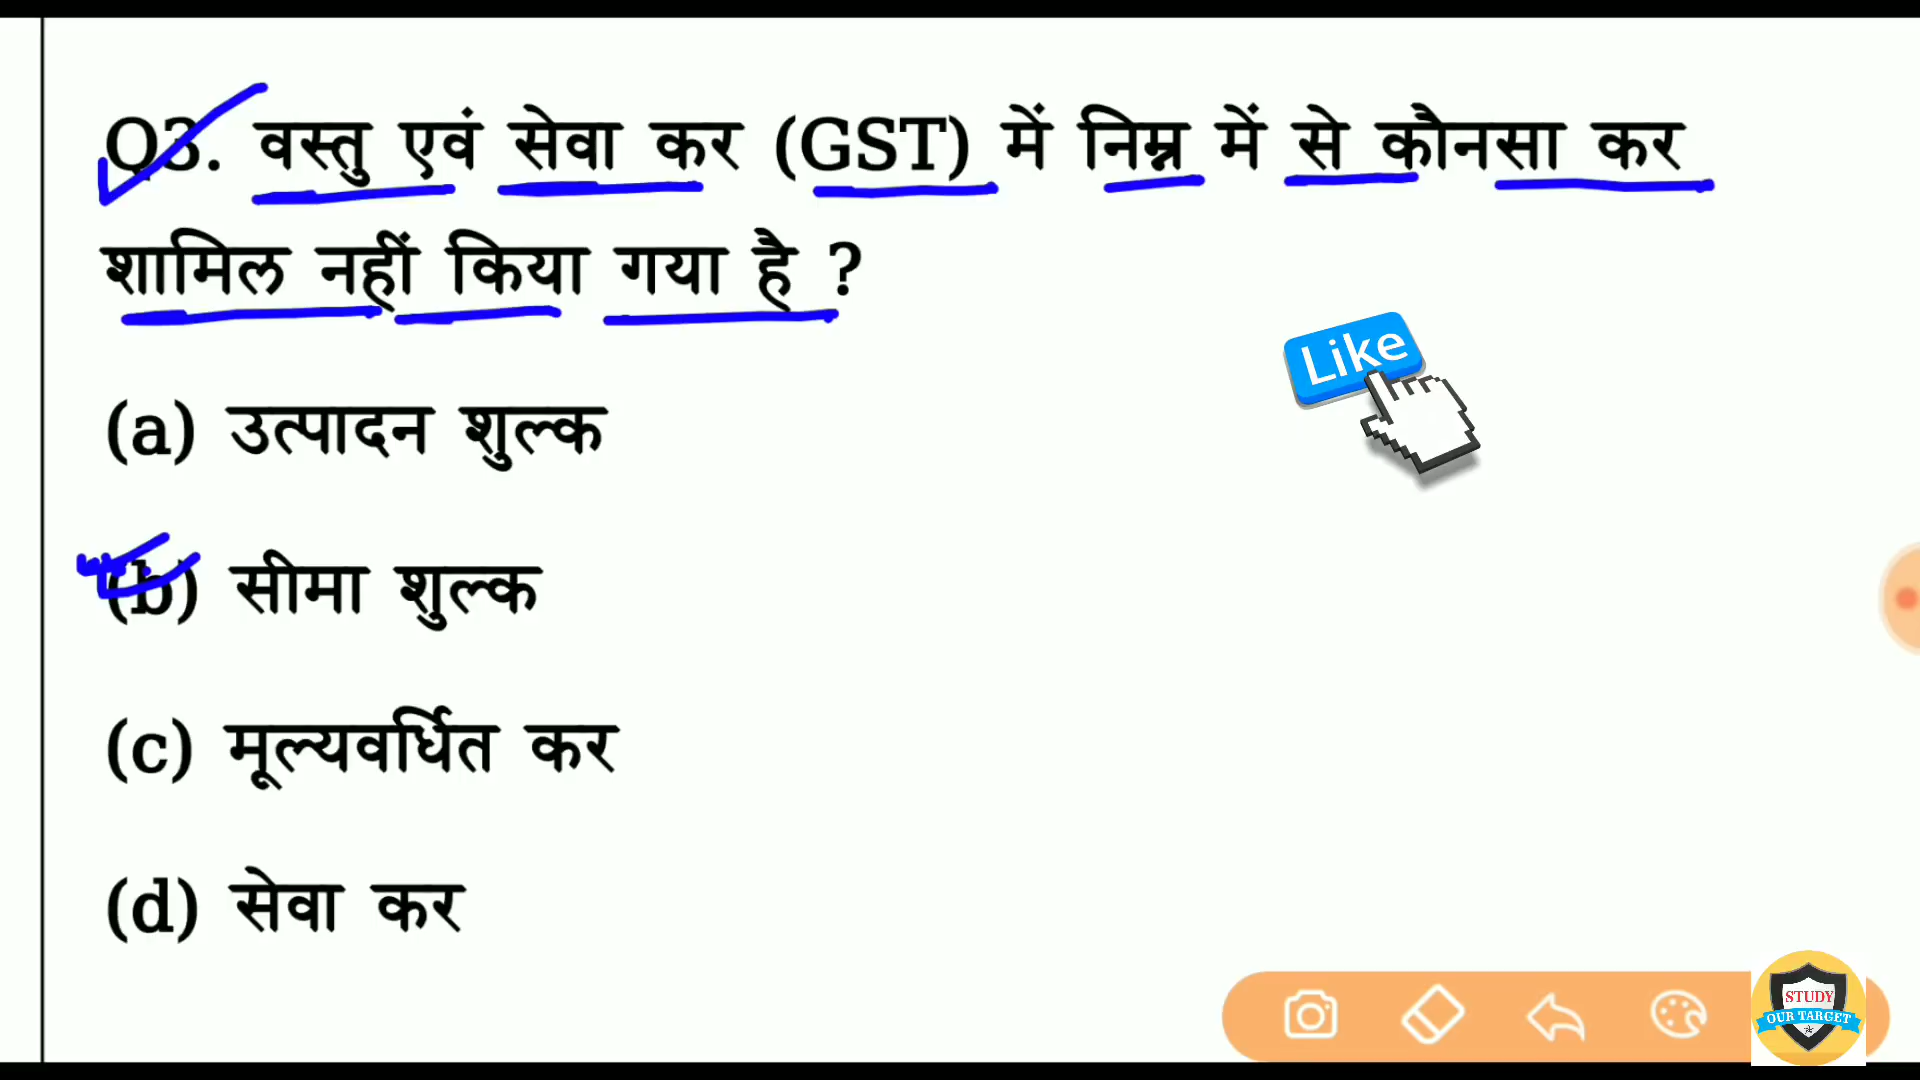 Q3. वस्तु एवं सेवा कर (GST) में निम्न में से कौनसा कर
शामिल नहीं किया गया है ?
Like
(a) उत्पादन शुल्क
(b) सीमा शुल्क
(c) मूल्यवर्धित कर
(d) सेवा कर
STUDY
OUR TARGET